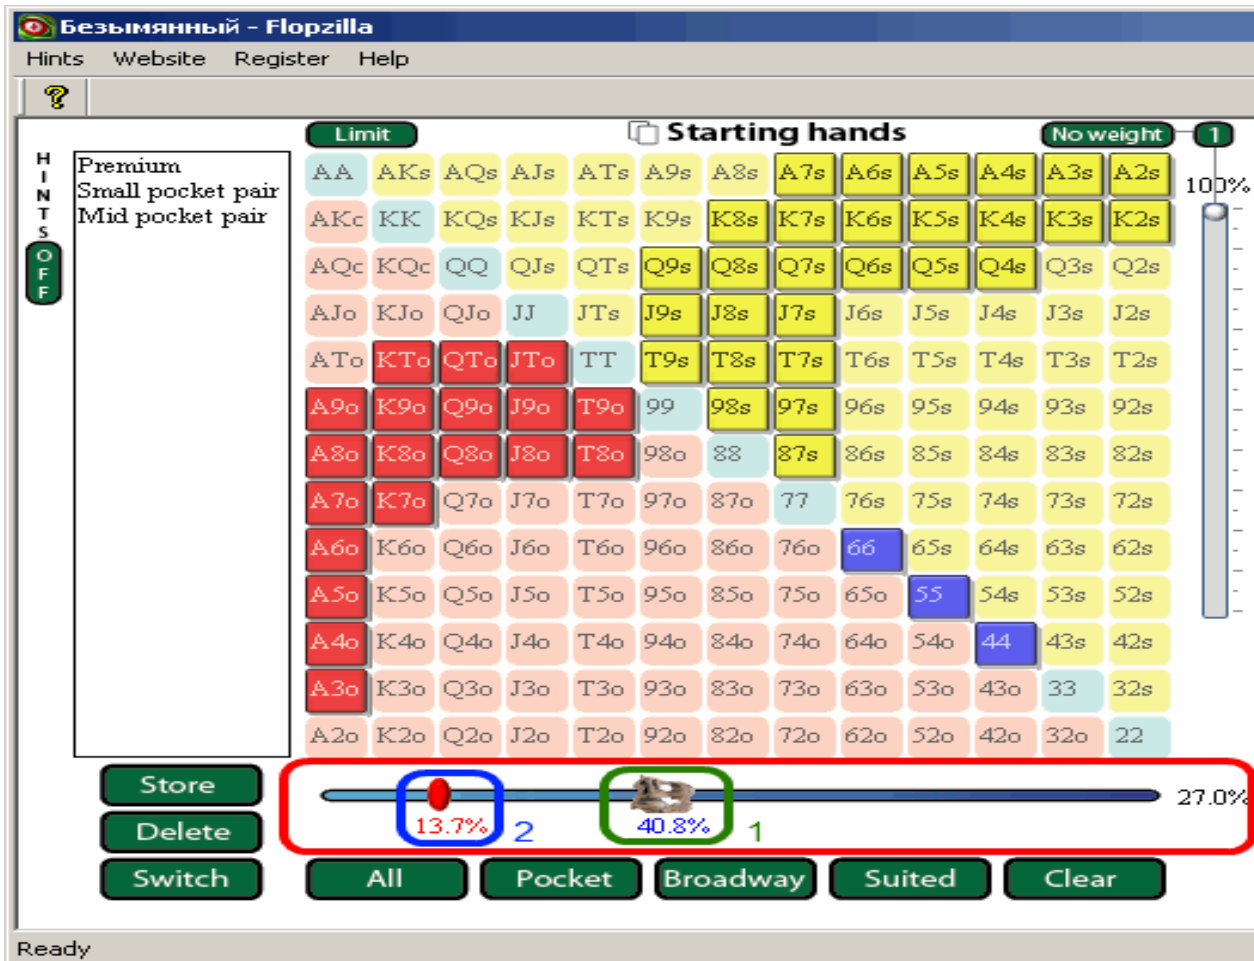 Безымянный - Flopzilla
Hints Website Register Help
?
Limit Starting hands No weight 1
HINTS
OFF
Premium
Small pocket pair
Mid pocket pair
100%
AA AKs AQs AJs ATs A9s A8s A7s A6s A5s A4s A3s A2s
AKc KK KQs KJs KTs K9s K8s K7s K6s K5s K4s K3s K2s
AQc KQc QQ QJs QTs Q9s Q8s Q7s Q6s Q5s Q4s Q3s Q2s
AJo KJo QJo JJ JTs J9s J8s J7s J6s J5s J4s J3s J2s
ATo KTo QTo JTo TT T9s T8s T7s T6s T5s T4s T3s T2s
A9o K9o Q9o J9o T9o 99 98s 97s 96s 95s 94s 93s 92s
A8o K8o Q8o J8o T8o 98o 88 87s 86s 85s 84s 83s 82s
A7o K7o Q7o J7o T7o 97o 87o 77 76s 75s 74s 73s 72s
A6o K6o Q6o J6o T6o 96o 86o 76o 66 65s 64s 63s 62s
A5o K5o Q5o J5o T5o 95o 85o 75o 65o 55 54s 53s 52s
A4o K4o Q4o J4o T4o 94o 84o 74o 64o 54o 44 43s 42s
A3o K3o Q3o J3o T3o 93o 83o 73o 63o 53o 43o 33 32s
A2o K2o Q2o J2o T2o 92o 82o 72o 62o 52o 42o 32o 22
Store
27.0%
13.7% 2 40.8% 1
Delete
Switch All Pocket Broadway Suited Clear
Ready